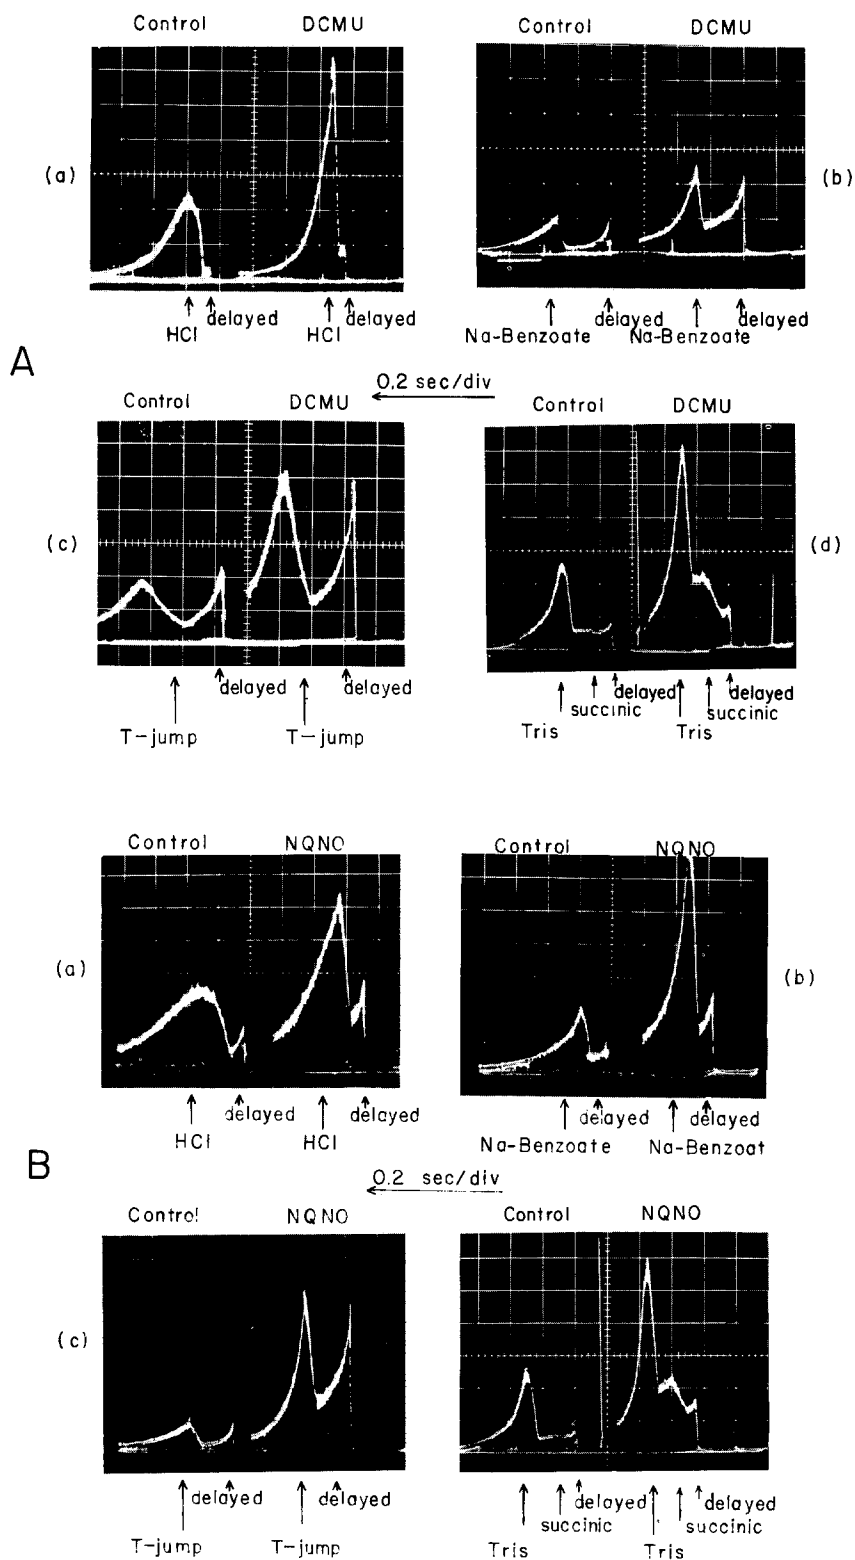 Control DCMU
Control DCMU
(a)
(b)
HCl delayed HCl delayed
Na-Benzoate delayed Na-Benzoate delayed
A
0.2 sec/div
Control DCMU
Control DCMU
(c)
(d)
T-jump delayed T-jump delayed
Tris succinic delayed Tris succinic delayed
Control NQNO
Control NQNO
(a)
(b)
HCl delayed HCl delayed
Na-Benzoate delayed Na-Benzoat delayed
B
0.2 sec/div
Control NQNO
Control NQNO
(c)
T-jump delayed T-jump delayed
Tris succinic delayed Tris succinic delayed